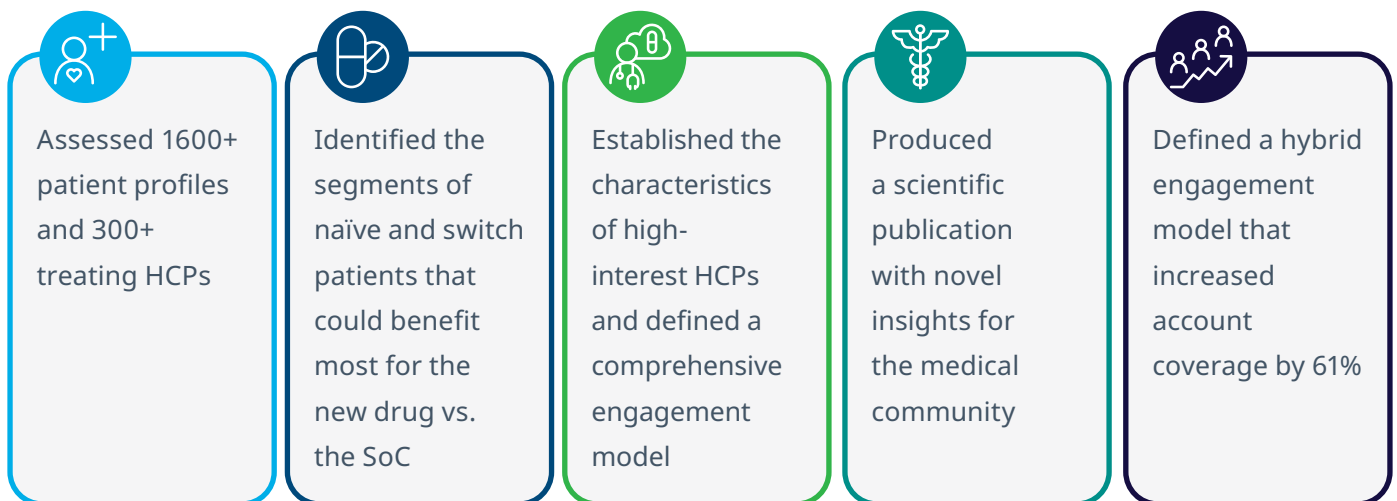 Assessed 1600+
patient profiles
and 300+
treating HCPs
Identified the
segments of
naïve and switch
patients that
could benefit
most for the
new drug vs.
the SoC
Established the
characteristics
of high-
interest HCPs
and defined a
comprehensive
engagement
model
Produced
a scientific
publication
with novel
insights for
the medical
community
Defined a hybrid
engagement
model that
increased
account
coverage by 61%